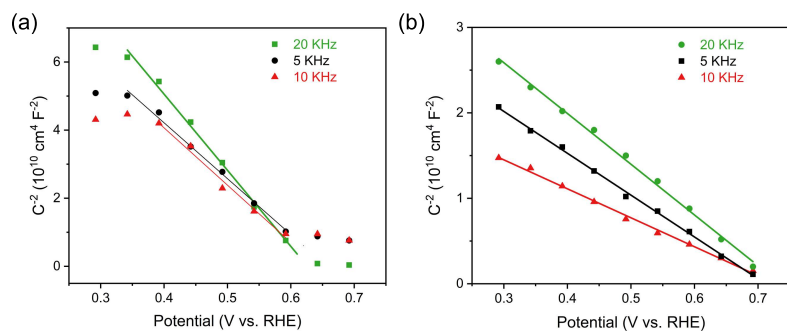 (a)
20 KHz
5 KHz
10 KHz
6
4
2
0
C⁻² (10¹⁰ cm⁴ F⁻²)
0.3 0.4 0.5 0.6 0.7
Potential (V vs. RHE)
(b)
20 KHz
5 KHz
10 KHz
3
2
1
0
C⁻² (10¹⁰ cm⁴ F⁻²)
0.3 0.4 0.5 0.6 0.7
Potential (V vs. RHE)